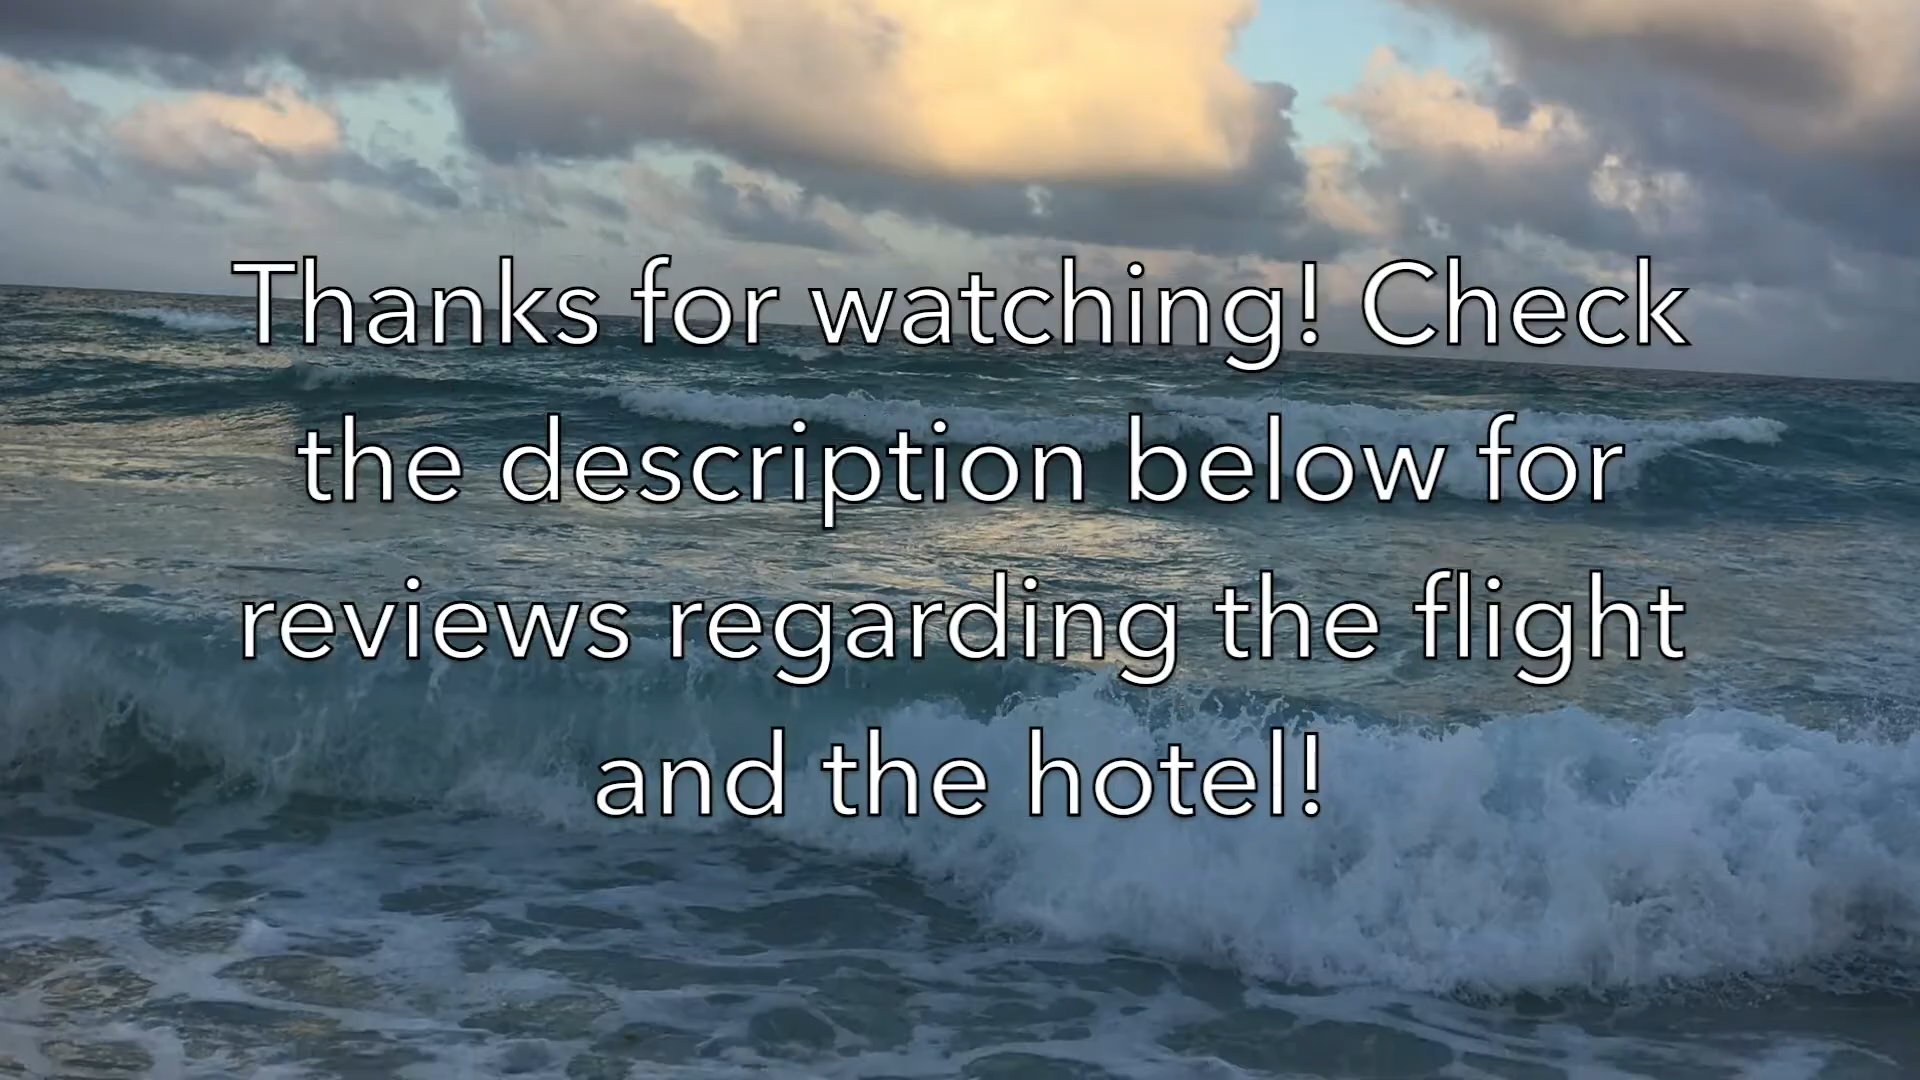 Thanks for watching! Check
the description below for
reviews regarding the flight
and the hotel!